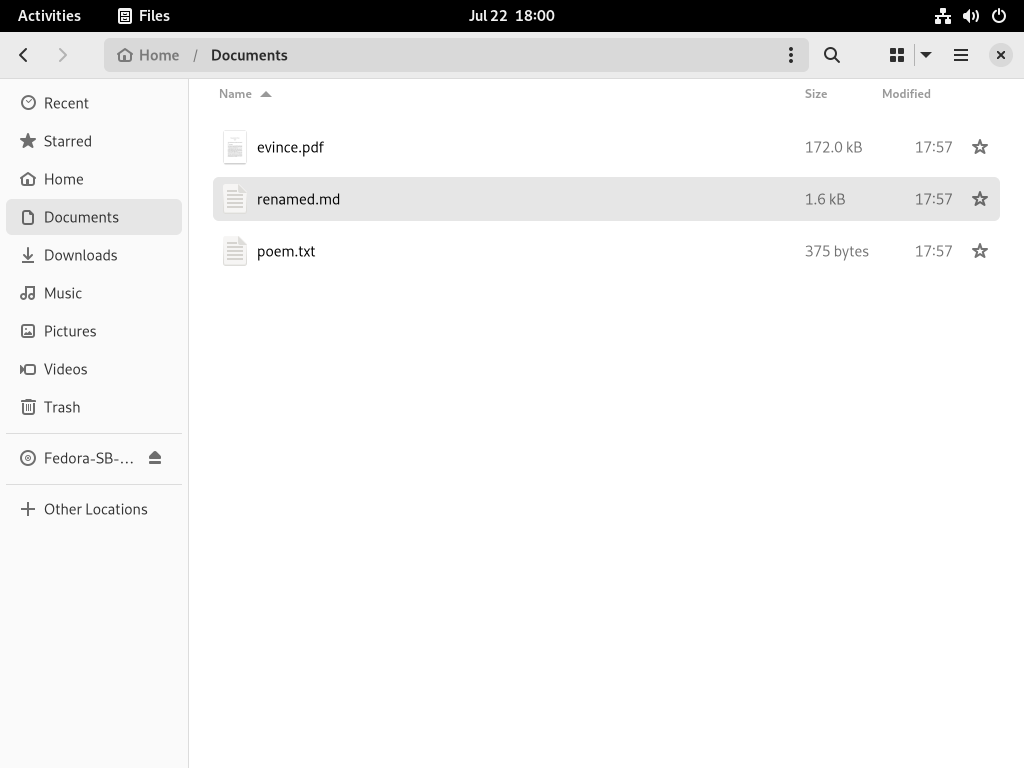 Activities Files Jul 22 18:00
Home / Documents
Recent
Starred
Home
Documents
Downloads
Music
Pictures
Videos
Trash
Fedora-SB-…
Other Locations
Name Size Modified
evince.pdf 172.0 kB 17:57
renamed.md 1.6 kB 17:57
poem.txt 375 bytes 17:57